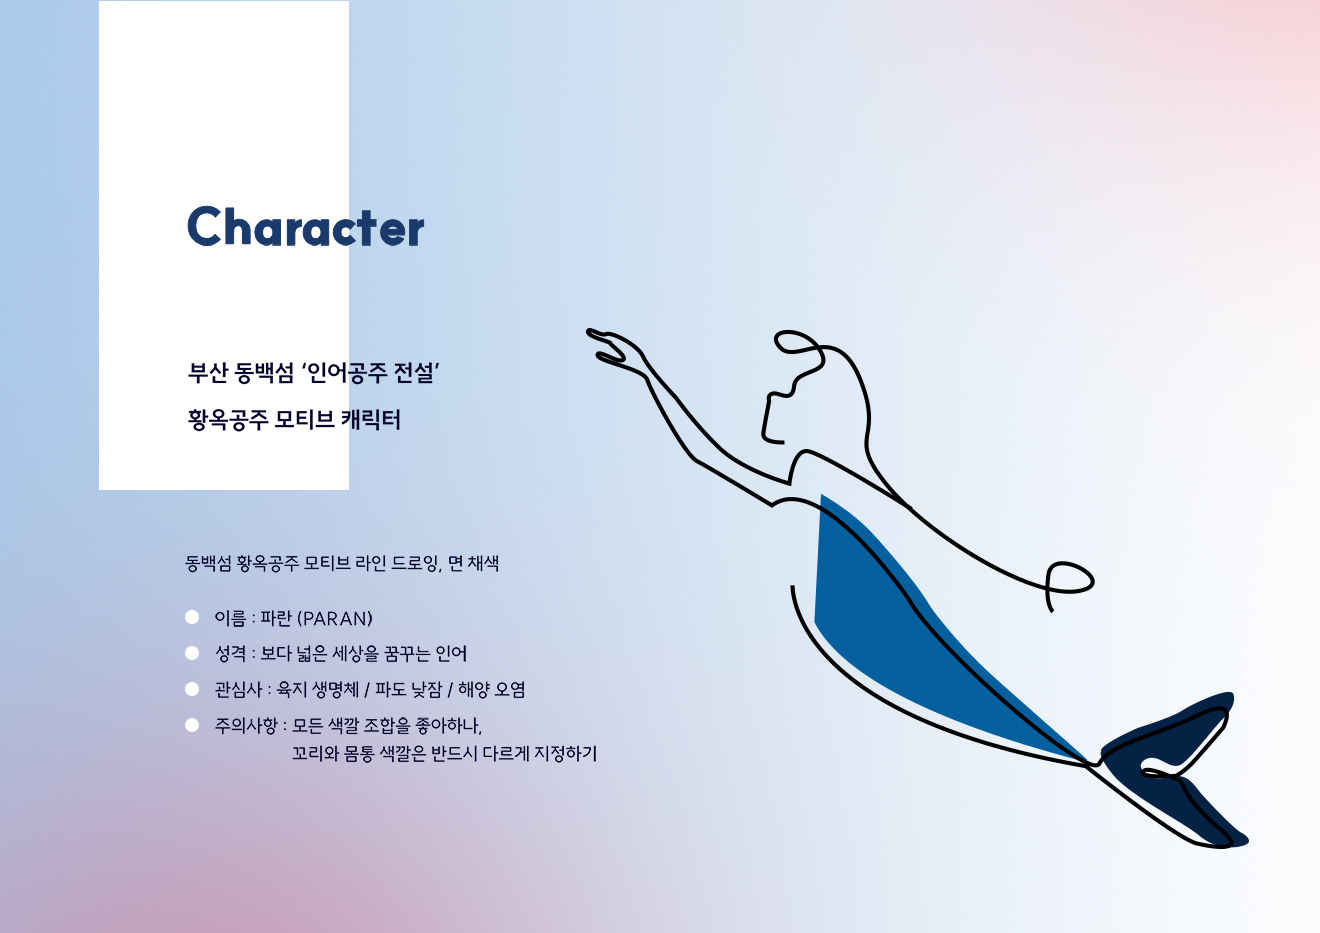 Character
부산 동백섬 ‘인어공주 전설’
황옥공주 모티브 캐릭터
동백섬 황옥공주 모티브 라인 드로잉, 면 채색
이름 : 파란 (PARAN)
성격 : 보다 넓은 세상을 꿈꾸는 인어
관심사 : 육지 생명체 / 파도 낮잠 / 해양 오염
주의사항 : 모든 색깔 조합을 좋아하나,
꼬리와 몸통 색깔은 반드시 다르게 지정하기